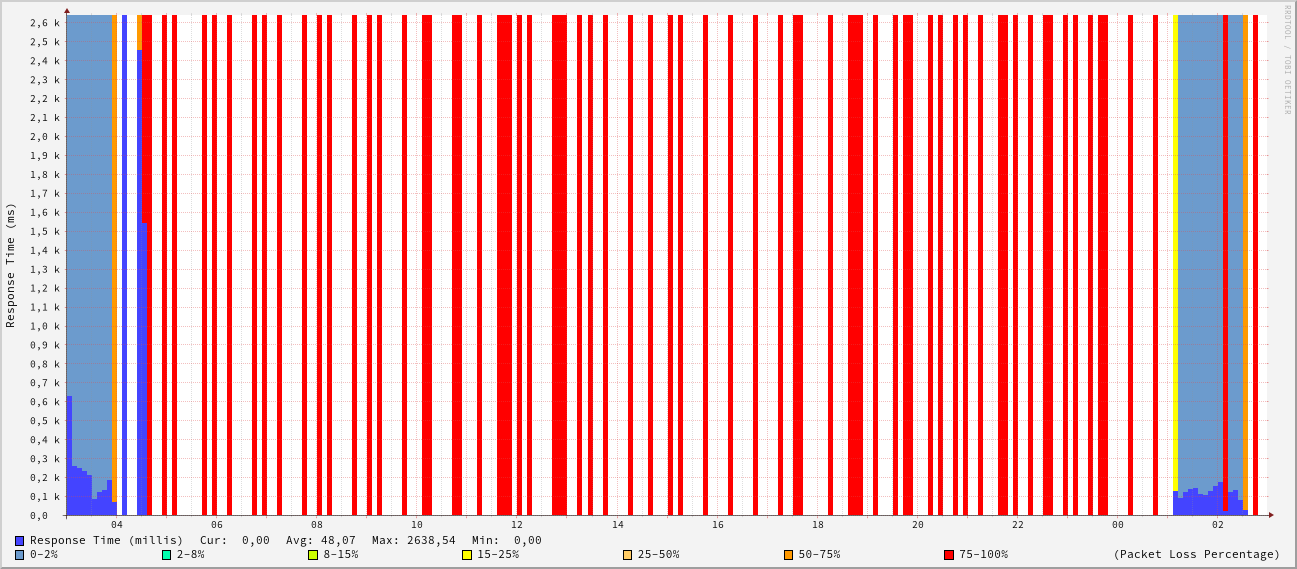 RRDTOOL / TOBI OETIKER
Response Time (ms)
2,6 k
2,5 k
2,4 k
2,3 k
2,2 k
2,1 k
2,0 k
1,9 k
1,8 k
1,7 k
1,6 k
1,5 k
1,4 k
1,3 k
1,2 k
1,1 k
1,0 k
0,9 k
0,8 k
0,7 k
0,6 k
0,5 k
0,4 k
0,3 k
0,2 k
0,1 k
0,0
04 06 08 10 12 14 16 18 20 22 00 02
Response Time (millis) Cur: 0,00 Avg: 48,07 Max: 2638,54 Min: 0,00
0-2% 2-8% 8-15% 15-25% 25-50% 50-75% 75-100% (Packet Loss Percentage)